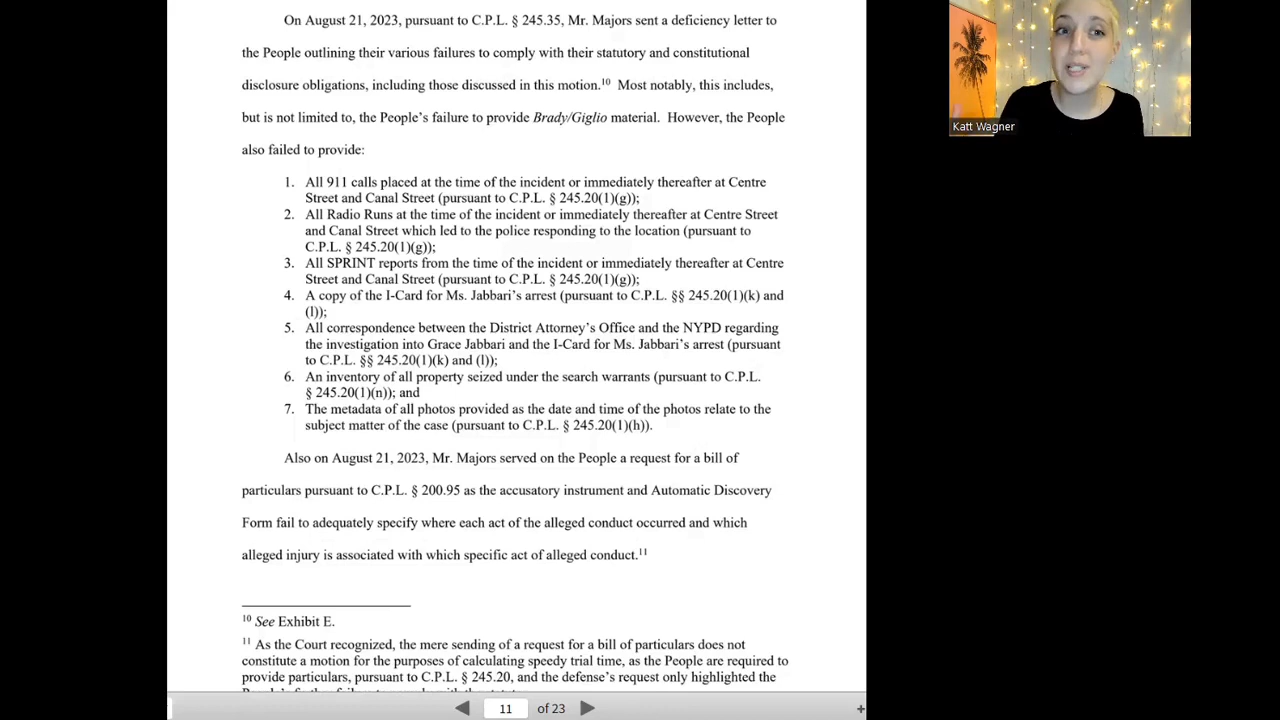 On August 21, 2023, pursuant to C.P.L. § 245.35, Mr. Majors sent a deficiency letter to
the People outlining their various failures to comply with their statutory and constitutional
disclosure obligations, including those discussed in this motion.10 Most notably, this includes,
but is not limited to, the People's failure to provide Brady/Giglio material. However, the People
also failed to provide:
1. All 911 calls placed at the time of the incident or immediately thereafter at Centre
Street and Canal Street (pursuant to C.P.L. § 245.20(1)(g));
2. All Radio Runs at the time of the incident or immediately thereafter at Centre Street
and Canal Street which led to the police responding to the location (pursuant to
C.P.L. § 245.20(1)(g));
3. All SPRINT reports from the time of the incident or immediately thereafter at Centre
Street and Canal Street (pursuant to C.P.L. § 245.20(1)(g));
4. A copy of the I-Card for Ms. Jabbari's arrest (pursuant to C.P.L. §§ 245.20(1)(k) and
(l));
5. All correspondence between the District Attorney's Office and the NYPD regarding
the investigation into Grace Jabbari and the I-Card for Ms. Jabbari's arrest (pursuant
to C.P.L. §§ 245.20(1)(k) and (l));
6. An inventory of all property seized under the search warrants (pursuant to C.P.L.
§ 245.20(1)(n)); and
7. The metadata of all photos provided as the date and time of the photos relate to the
subject matter of the case (pursuant to C.P.L. § 245.20(1)(h)).
Also on August 21, 2023, Mr. Majors served on the People a request for a bill of
particulars pursuant to C.P.L. § 200.95 as the accusatory instrument and Automatic Discovery
Form fail to adequately specify where each act of the alleged conduct occurred and which
alleged injury is associated with which specific act of alleged conduct.11
10 See Exhibit E.
11 As the Court recognized, the mere sending of a request for a bill of particulars does not
constitute a motion for the purposes of calculating speedy trial time, as the People are required to
provide particulars, pursuant to C.P.L. § 245.20, and the defense's request only highlighted the
11 of 23
Katt Wagner